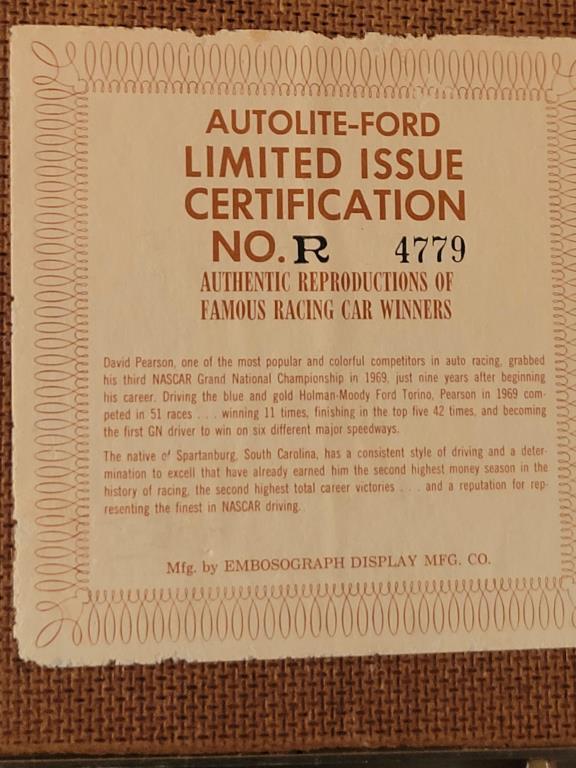 AUTOLITE-FORD
LIMITED ISSUE
CERTIFICATION
NO. R 4779
AUTHENTIC REPRODUCTIONS OF
FAMOUS RACING CAR WINNERS
David Pearson, one of the most popular and colorful competitors in auto racing, grabbed
his third NASCAR Grand National Championship in 1969, just nine years after beginning
his career. Driving the blue and gold Holman-Moody Ford Torino, Pearson in 1969 com-
peted in 51 races . . . winning 11 times, finishing in the top five 42 times, and becoming
the first GN driver to win on six different major speedways.
The native of Spartanburg, South Carolina, has a consistent style of driving and a deter-
mination to excell that have already earned him the second highest money season in the
history of racing, the second highest total career victories . . . and a reputation for rep-
resenting the finest in NASCAR driving.
Mfg. by EMBOSOGRAPH DISPLAY MFG. CO.